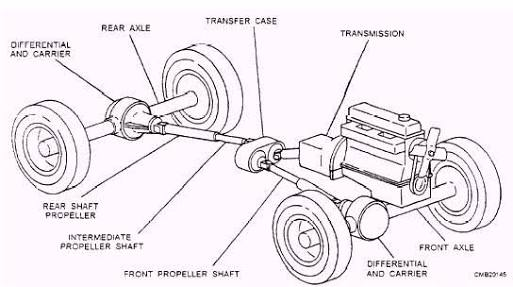 TRANSFER CASE
REAR AXLE
TRANSMISSION
DIFFERENTIAL
AND CARRIER
REAR SHAFT
PROPELLER
INTERMEDIATE
PROPELLER SHAFT
FRONT PROPELLER SHAFT
DIFFERENTIAL
AND CARRIER
FRONT AXLE
CMB20145